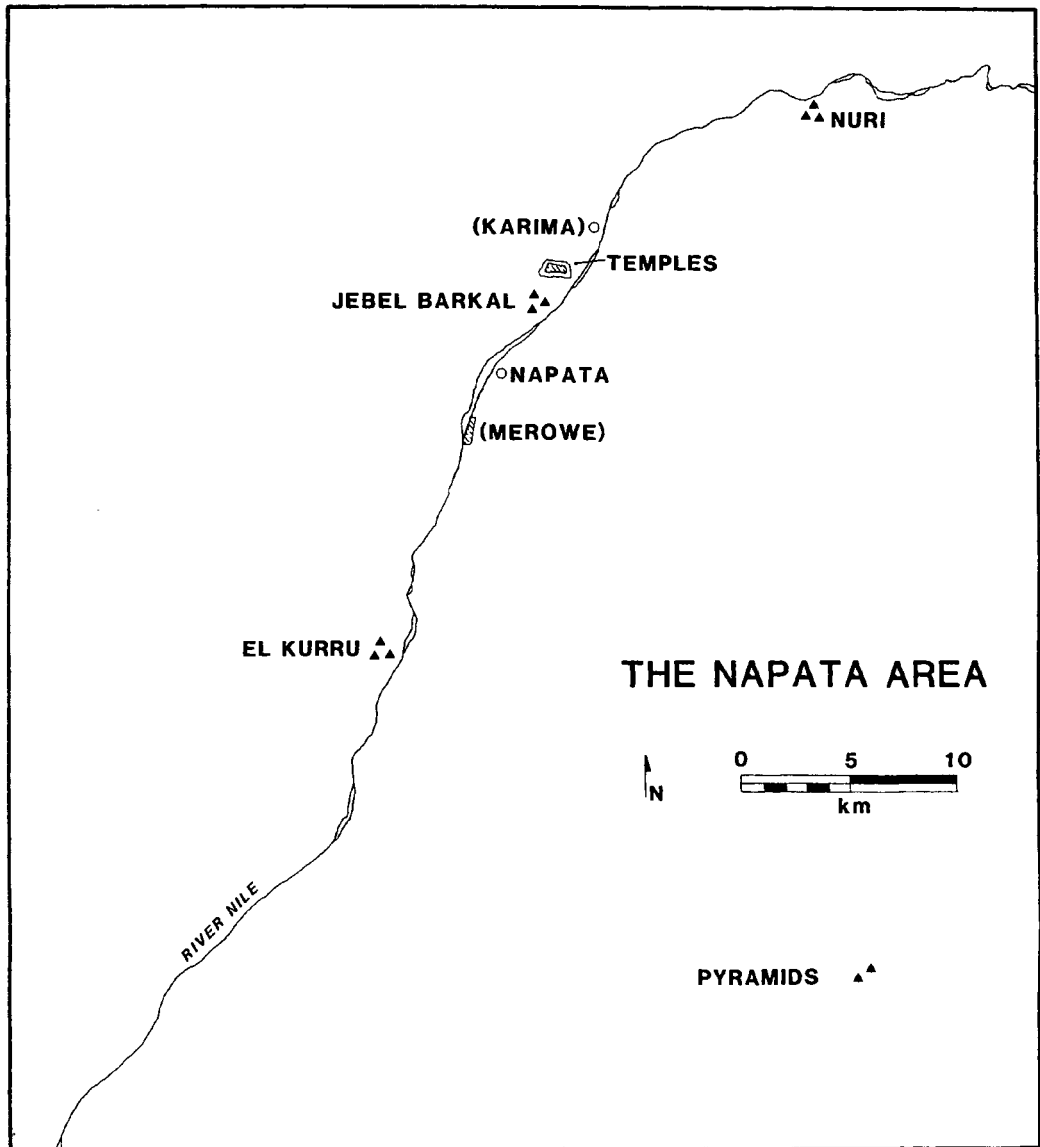 NURI
(KARIMA)
TEMPLES
JEBEL BARKAL
NAPATA
(MEROWE)
EL KURRU
THE NAPATA AREA
0 5 10
N
km
RIVER NILE
PYRAMIDS